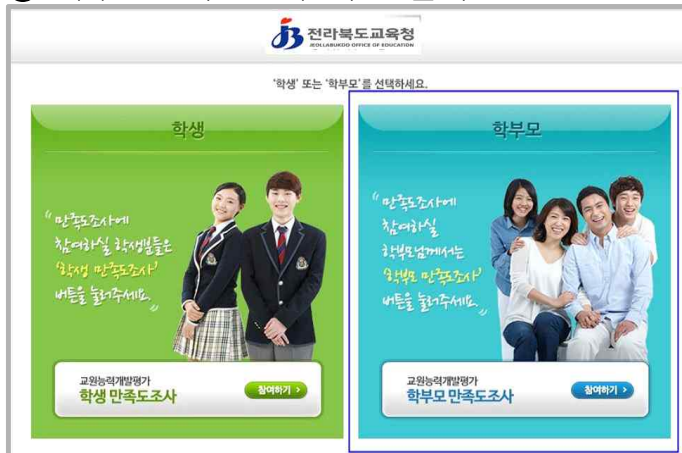 전라북도교육청
JEOLLABUKDO OFFICE OF EDUCATION
'학생' 또는 '학부모'를 선택하세요.
학생
“만족도조사에
참여하실 학생분들은
'학생 만족도조사'
버튼을 눌러주세요.”
교원능력개발평가
학생 만족도조사
참여하기 >
학부모
“만족도조사에
참여하실
학부모님께서는
'학부모 만족도조사'
버튼을 눌러주세요.”
교원능력개발평가
학부모 만족도조사
참여하기 >